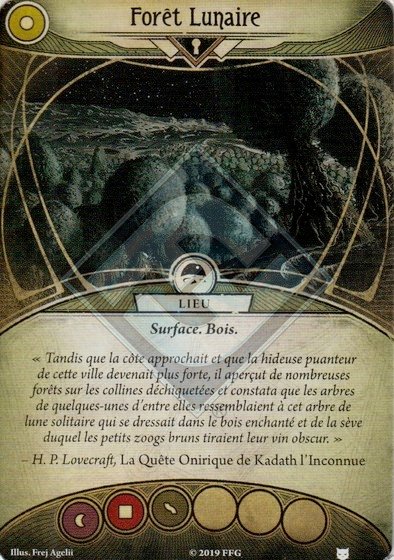 Forêt Lunaire
LIEU
Surface. Bois.
« Tandis que la côte approchait et que la hideuse puanteur
de cette ville devenait plus forte, il aperçut de nombreuses
forêts sur les collines déchiquetées et constata que les arbres
de quelques-unes d'entre elles ressemblaient à cet arbre de
lune solitaire qui se dressait dans le bois enchanté et de la sève
duquel les petits zoogs bruns tiraient leur vin obscur. »
– H. P. Lovecraft, La Quête Onirique de Kadath l'Inconnue
Illus. Frej Agelii
© 2019 FFG